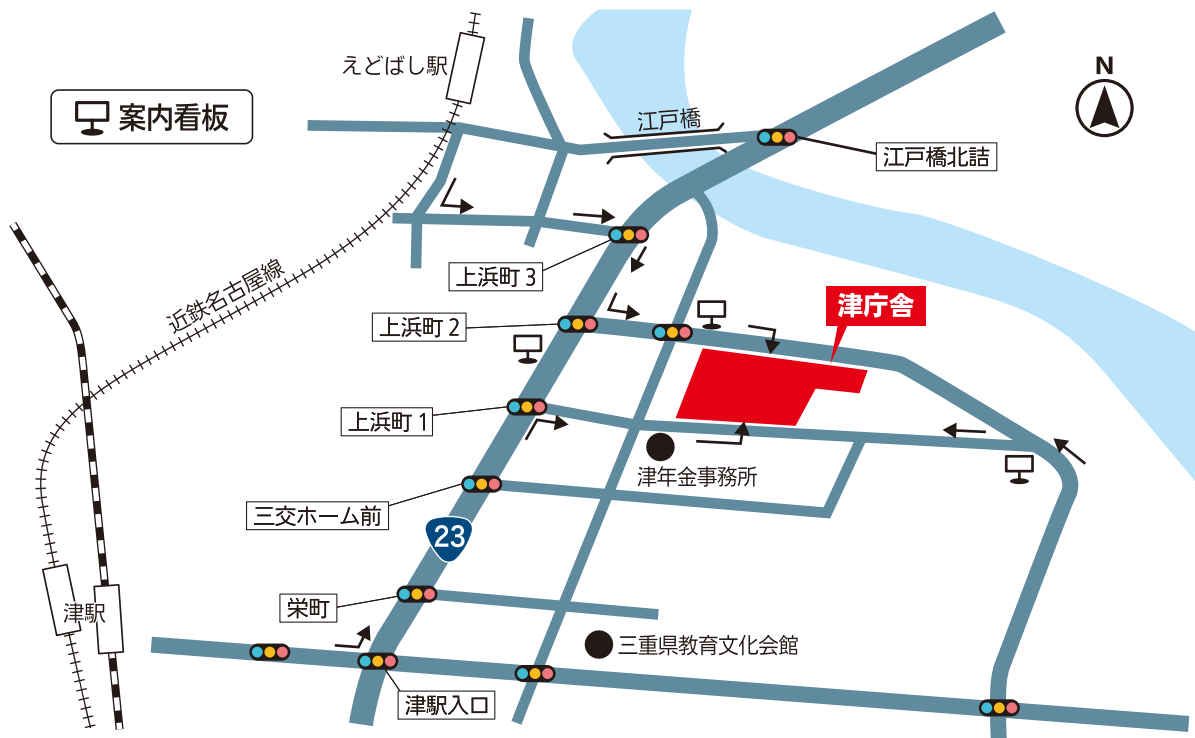 N
えどばし駅
案内看板
江戸橋
江戸橋北詰
上浜町 3
近鉄名古屋線
津庁舎
上浜町 2
上浜町 1
津年金事務所
三交ホーム前
23
栄町
津駅
三重県教育文化会館
津駅入口